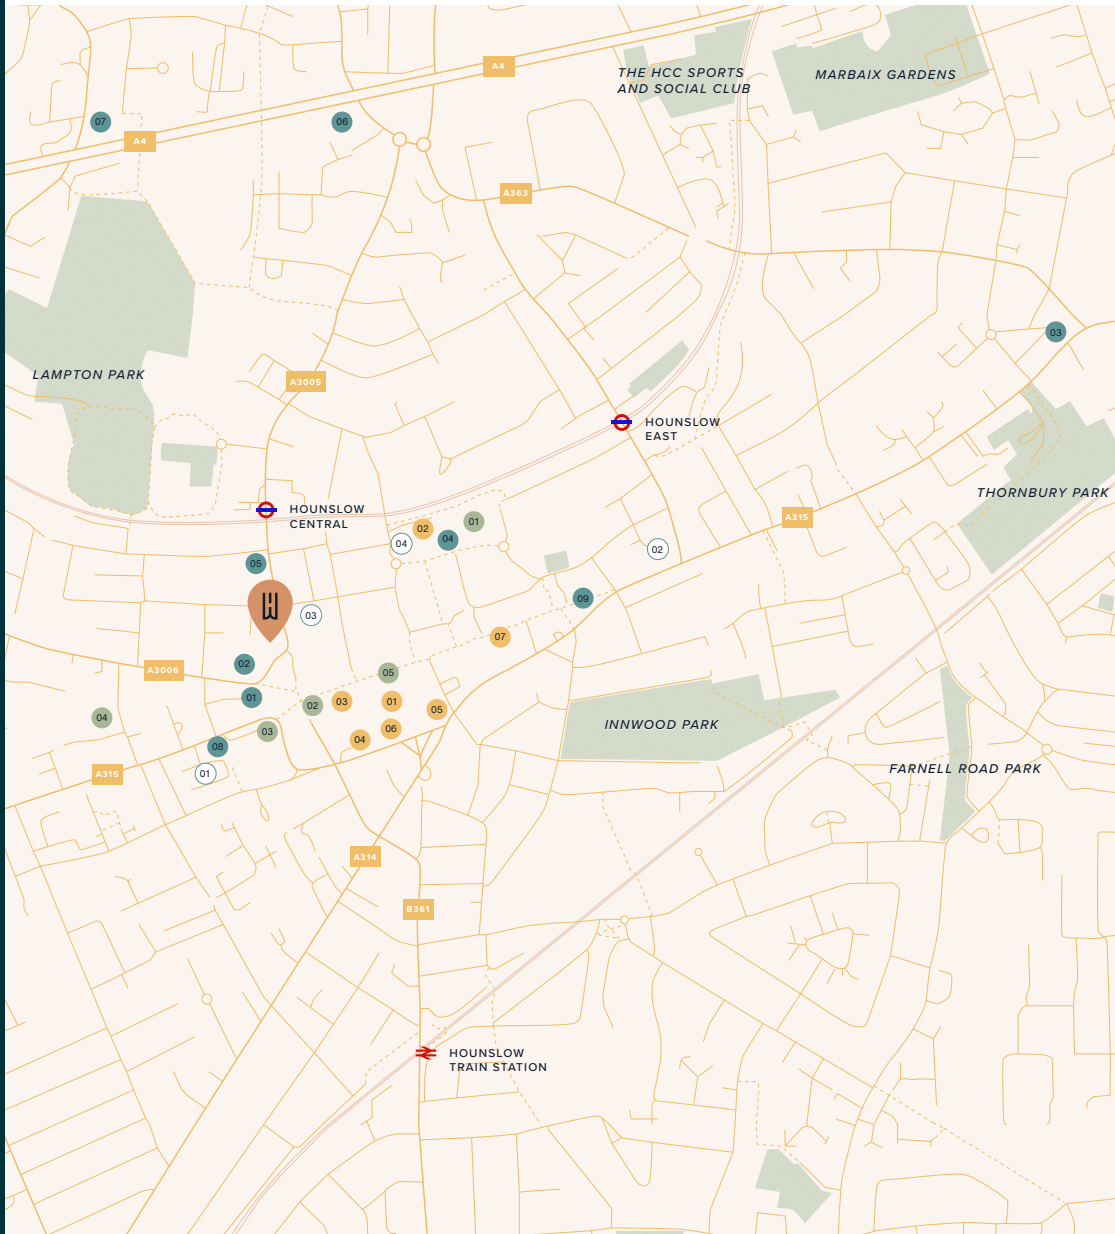 A4
THE HCC SPORTS
AND SOCIAL CLUB
MARBAIX GARDENS
07
06
A4
A363
03
LAMPTON PARK
A3005
HOUNSLOW
EAST
THORNBURY PARK
HOUNSLOW
CENTRAL
A315
01
02
04
04
02
05
09
03
07
02
A3006
05
01
02
03
01
05
04
03
06
04
08
INNWOOD PARK
01
A315
FARNELL ROAD PARK
A314
B361
HOUNSLOW
TRAIN STATION